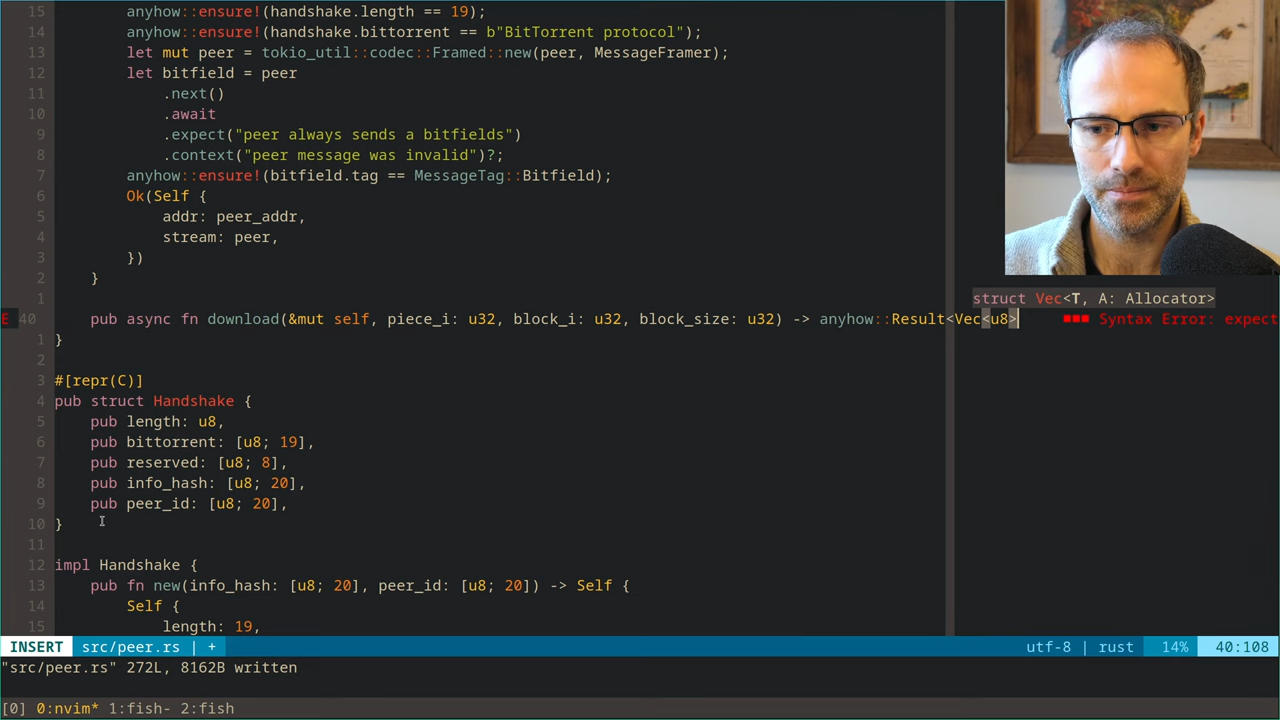 15 anyhow::ensure!(handshake.length == 19);
14 anyhow::ensure!(handshake.bittorrent == b"BitTorrent protocol");
13 let mut peer = tokio_util::codec::Framed::new(peer, MessageFramer);
12 let bitfield = peer
11 .next()
10 .await
9 .expect("peer always sends a bitfields")
8 .context("peer message was invalid")?;
7 anyhow::ensure!(bitfield.tag == MessageTag::Bitfield);
6 Ok(Self {
5 addr: peer_addr,
4 stream: peer,
3 })
2 }
1 struct Vec<T, A: Allocator>
E 40 pub async fn download(&mut self, piece_i: u32, block_i: u32, block_size: u32) -> anyhow::Result<Vec<u8> ■■■ Syntax Error: expect
1 }
2
3 #[repr(C)]
4 pub struct Handshake {
5 pub length: u8,
6 pub bittorrent: [u8; 19],
7 pub reserved: [u8; 8],
8 pub info_hash: [u8; 20],
9 pub peer_id: [u8; 20],
10 }
11
12 impl Handshake {
13 pub fn new(info_hash: [u8; 20], peer_id: [u8; 20]) -> Self {
14 Self {
15 length: 19,
INSERT src/peer.rs | + utf-8 | rust 14% 40:108
"src/peer.rs" 272L, 8162B written
[0] 0:nvim* 1:fish- 2:fish